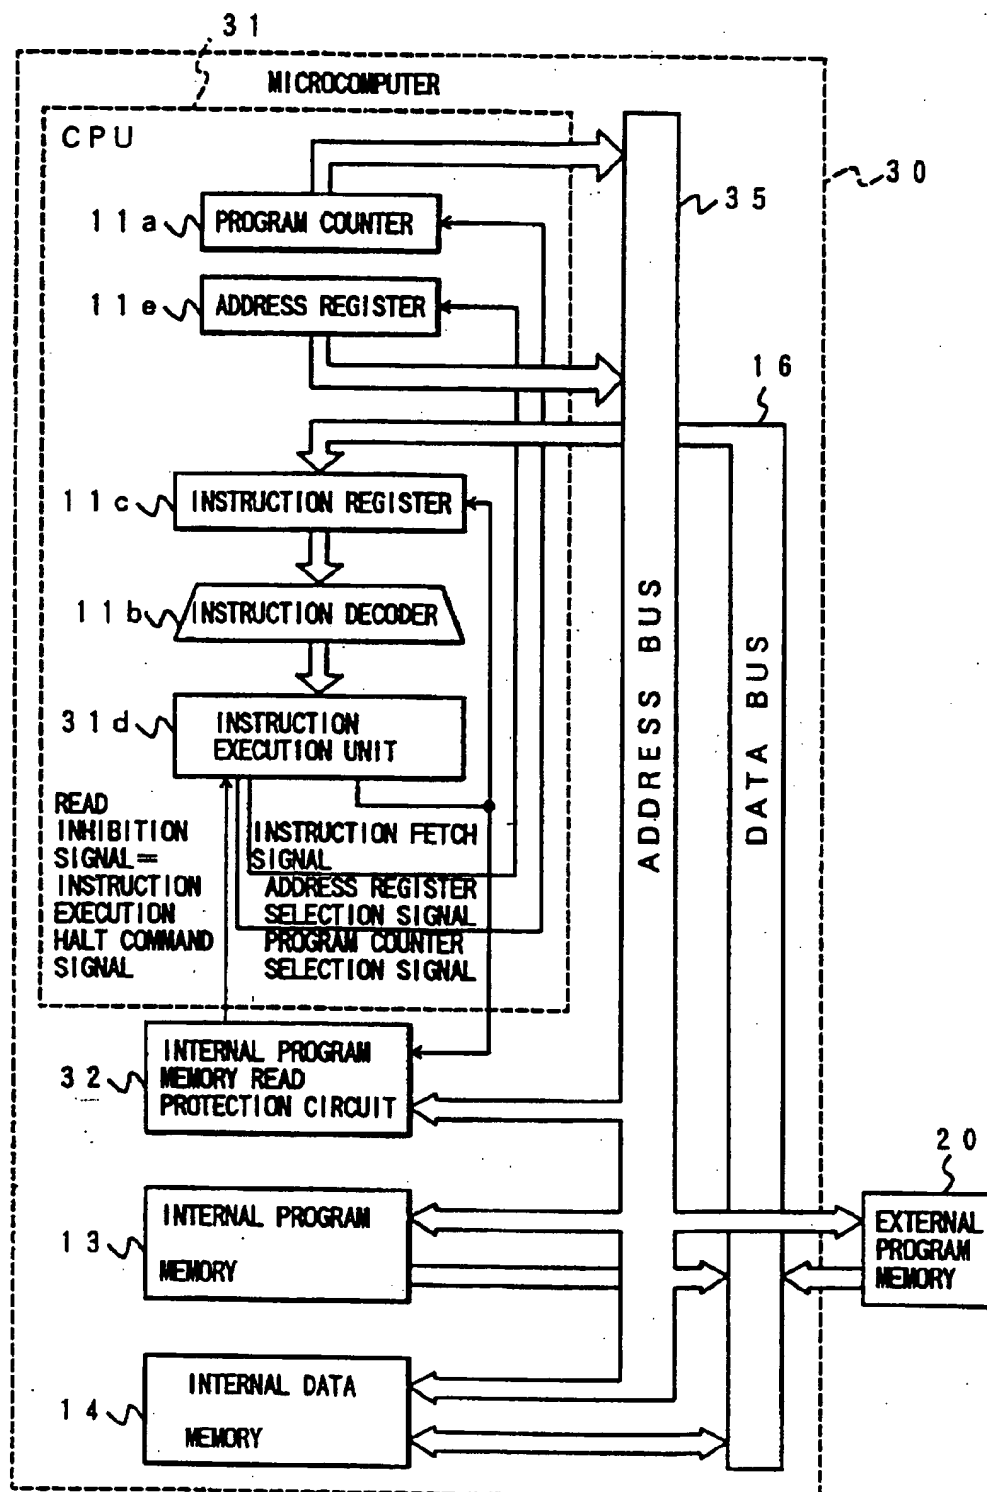 31
MICROCOMPUTER
CPU
30
35
11a
PROGRAM COUNTER
11e
ADDRESS REGISTER
16
11c
INSTRUCTION REGISTER
11b
INSTRUCTION DECODER
ADDRESS BUS
DATA BUS
31d
INSTRUCTION
EXECUTION UNIT
READ
INHIBITION
SIGNAL=
INSTRUCTION
EXECUTION
HALT COMMAND
SIGNAL
INSTRUCTION FETCH
SIGNAL
ADDRESS REGISTER
SELECTION SIGNAL
PROGRAM COUNTER
SELECTION SIGNAL
32
INTERNAL PROGRAM
MEMORY READ
PROTECTION CIRCUIT
20
13
INTERNAL PROGRAM
MEMORY
EXTERNAL
PROGRAM
MEMORY
14
INTERNAL DATA
MEMORY